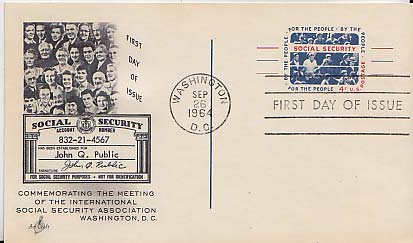 FIRST
DAY
OF
ISSUE
SOCIAL SECURITY
ACCOUNT NUMBER
832-21-4567
HAS BEEN ESTABLISHED FOR
John Q. Public
John Q. Public
SIGNATURE
FOR SOCIAL SECURITY PURPOSES • NOT FOR IDENTIFICATION
COMMEMORATING THE MEETING
OF THE INTERNATIONAL
SOCIAL SECURITY ASSOCIATION
WASHINGTON, D.C.
Art Craft
WASHINGTON
SEP
26
1964
D.C.
FOR THE PEOPLE • BY THE PEOPLE
BY THE PEOPLE
SOCIAL SECURITY
FOR THE PEOPLE
4¢ U.S. POSTAGE
FIRST DAY OF ISSUE